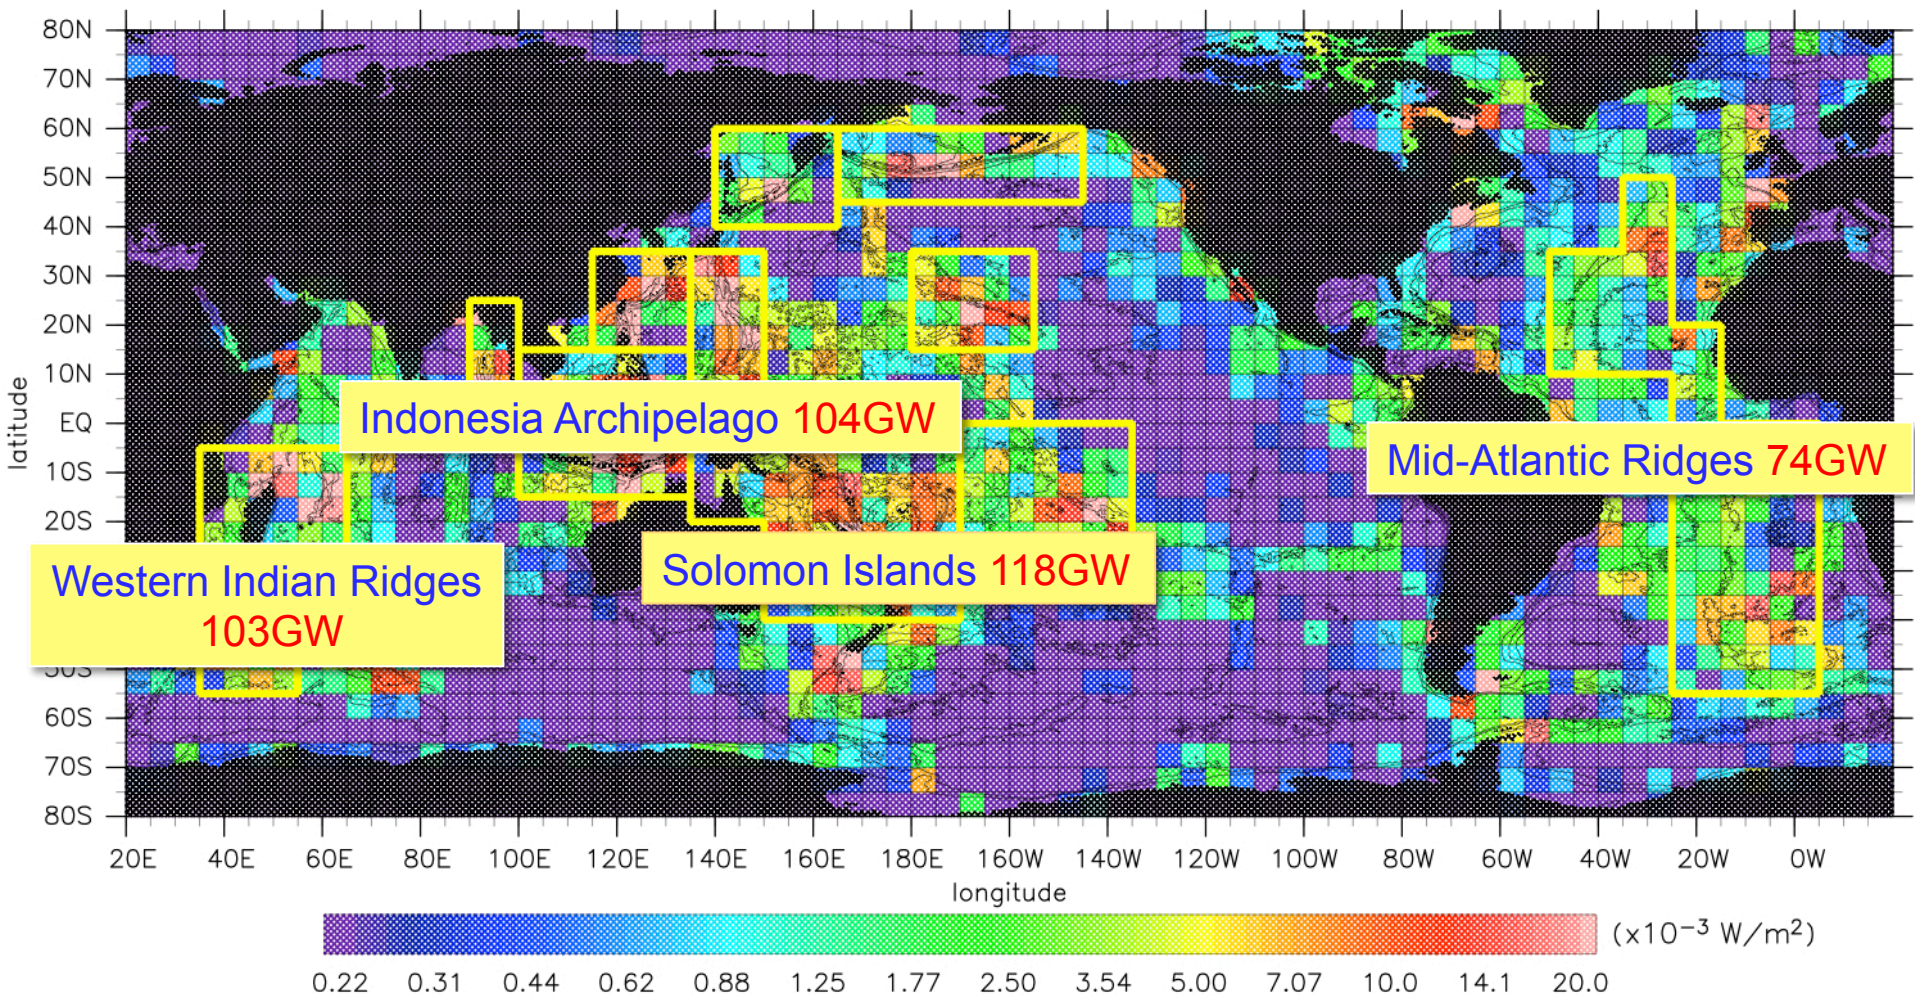 80N
70N
60N
50N
40N
30N
20N
10N
EQ
10S
20S
50S
60S
70S
80S
latitude
Indonesia Archipelago 104GW
Mid-Atlantic Ridges 74GW
Solomon Islands 118GW
Western Indian Ridges
103GW
20E 40E 60E 80E 100E 120E 140E 160E 180E 160W 140W 120W 100W 80W 60W 40W 20W 0W
longitude
(x10⁻³ W/m²)
0.22 0.31 0.44 0.62 0.88 1.25 1.77 2.50 3.54 5.00 7.07 10.0 14.1 20.0